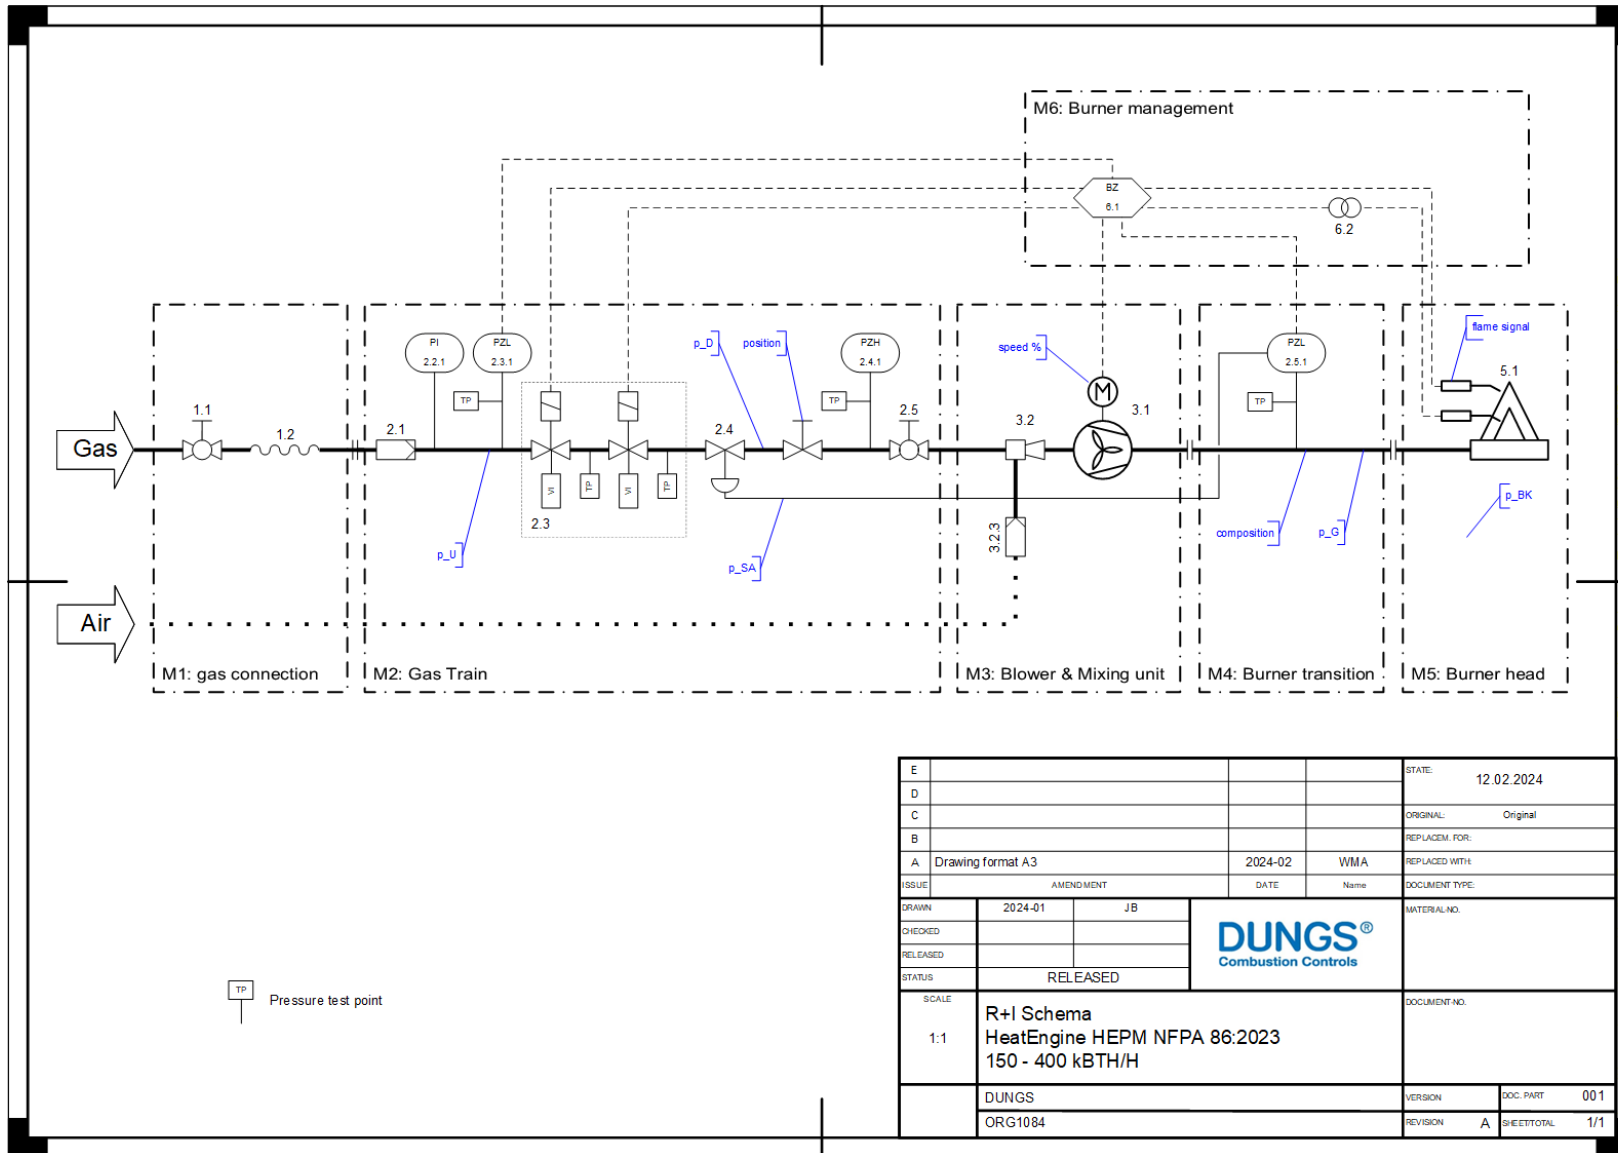 M6: Burner management
BZ
6.1
6.2
PI
2.2.1
PZL
2.3.1
p_D
position
PZH
2.4.1
speed %
PZL
2.5.1
flame signal
5.1
M
3.1
TP
TP
TP
1.1
1.2
2.1
2.4
2.5
3.2
Gas
VI
TP
VI
TP
2.3
p_U
p_SA
3.2.3
composition
p_G
p_BK
Air
M1: gas connection
M2: Gas Train
M3: Blower & Mixing unit
M4: Burner transition
M5: Burner head
E
D
C
B
A Drawing format A3 2024-02 WMA
ISSUE AMENDMENT DATE Name
STATE: 12.02.2024
ORIGINAL: Original
REPLACEM. FOR:
REPLACED WITH:
DOCUMENT TYPE:
DRAWN 2024-01 JB
CHECKED
RELEASED
STATUS RELEASED
DUNGS®
Combustion Controls
MATERIAL-NO.
SCALE
1:1
R+I Schema
HeatEngine HEPM NFPA 86:2023
150 - 400 kBTH/H
DOCUMENT-NO.
DUNGS
ORG1084
VERSION
DOC. PART 001
REVISION A
SHEET/TOTAL 1/1
TP Pressure test point